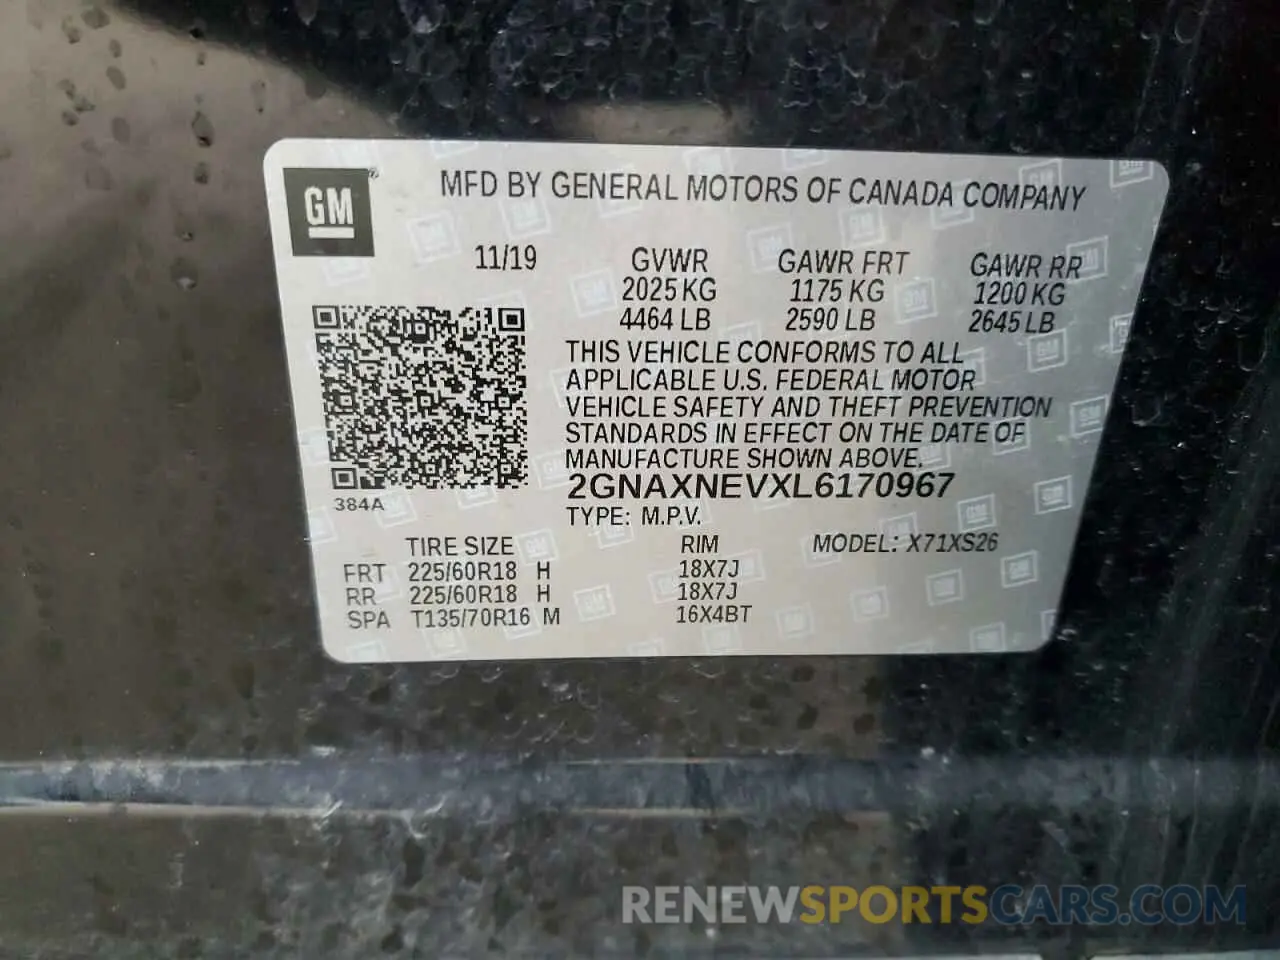 GM®
MFD BY GENERAL MOTORS OF CANADA COMPANY
11/19 GVWR GAWR FRT GAWR RR
2025 KG 1175 KG 1200 KG
4464 LB 2590 LB 2645 LB
THIS VEHICLE CONFORMS TO ALL
APPLICABLE U.S. FEDERAL MOTOR
VEHICLE SAFETY AND THEFT PREVENTION
STANDARDS IN EFFECT ON THE DATE OF
MANUFACTURE SHOWN ABOVE.
2GNAXNEVXL6170967
384A
TYPE: M.P.V.
TIRE SIZE RIM MODEL: X71XS26
FRT 225/60R18 H 18X7J
RR 225/60R18 H 18X7J
SPA T135/70R16 M 16X4BT
RENEWSPORTSCARS.COM